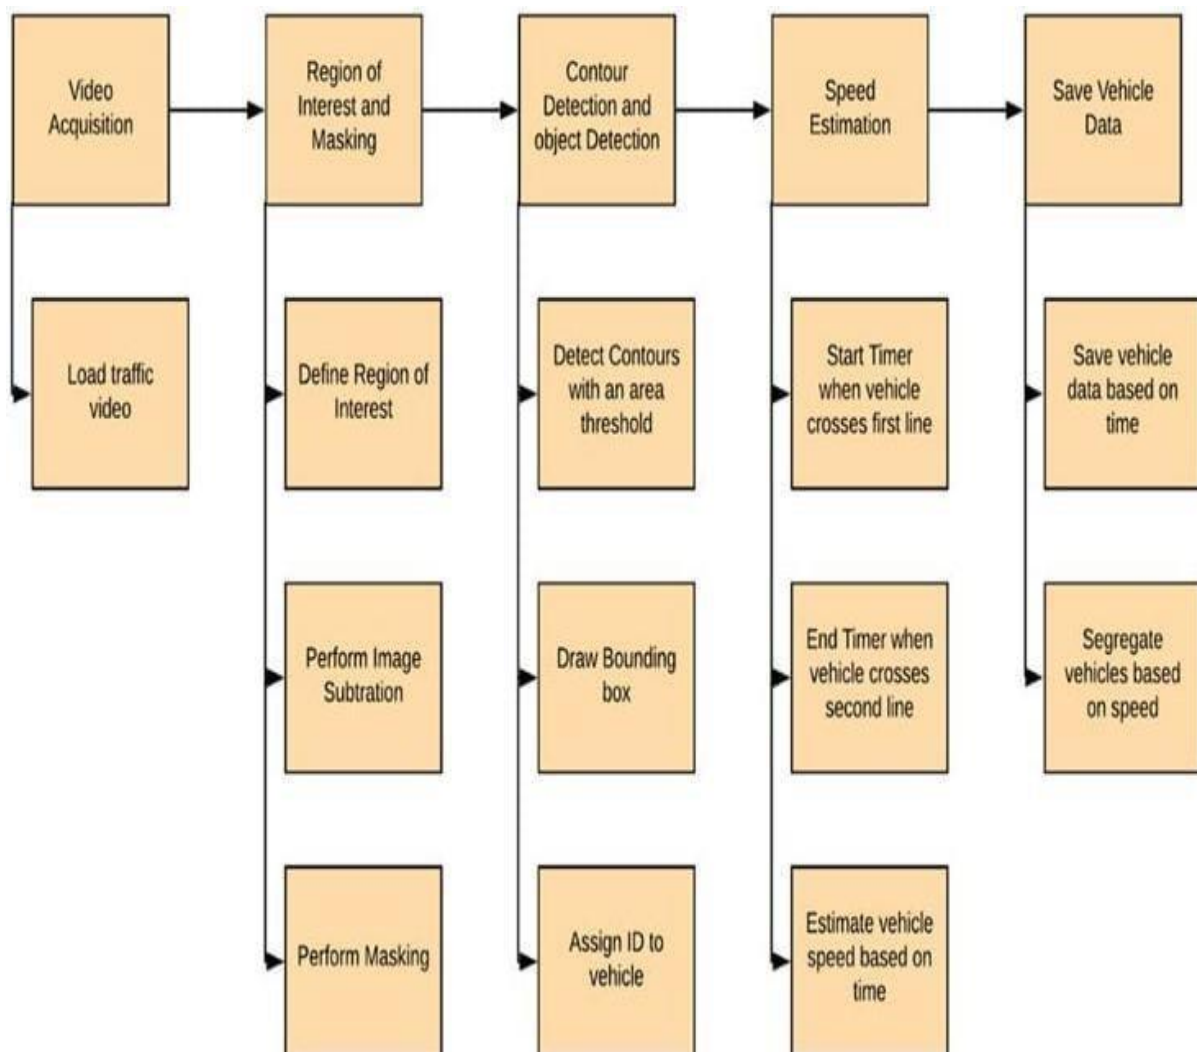 Video
Acquisition
Region of
Interest and
Masking
Contour
Detection and
object Detection
Speed
Estimation
Save Vehicle
Data
Load traffic
video
Define Region of
Interest
Detect Contours
with an area
threshold
Start Timer
when vehicle
crosses first line
Save vehicle
data based on
time
Perform Image
Subtration
Draw Bounding
box
End Timer when
vehicle crosses
second line
Segregate
vehicles based
on speed
Perform Masking
Assign ID to
vehicle
Estimate vehicle
speed based on
time